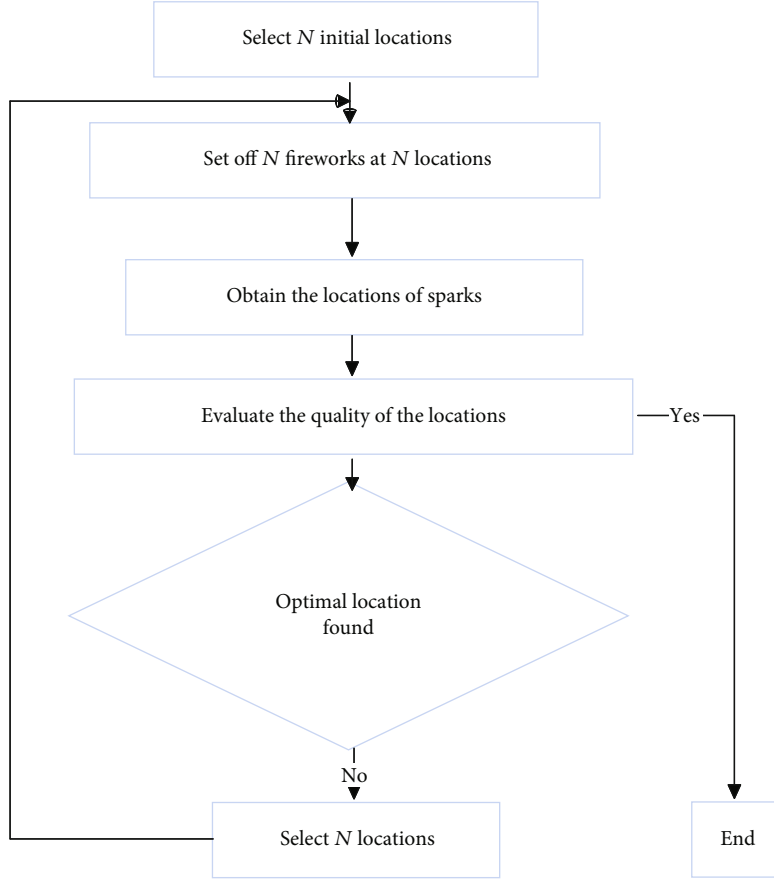 Select N initial locations
Set off N fireworks at N locations
Obtain the locations of sparks
Evaluate the quality of the locations
Yes
Optimal location
found
No
Select N locations
End